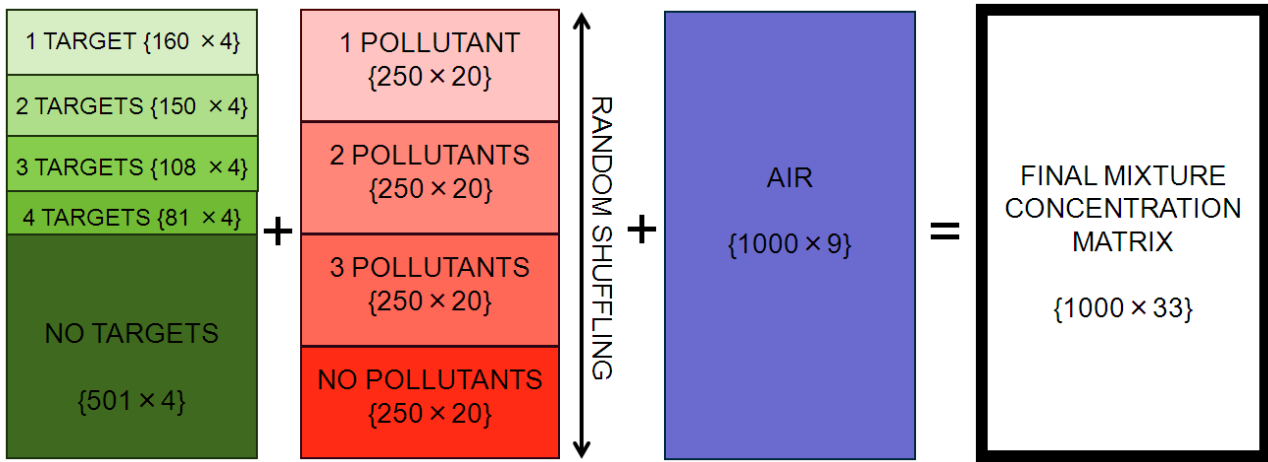 1 TARGET {160 × 4}
2 TARGETS {150 × 4}
3 TARGETS {108 × 4}
4 TARGETS {81 × 4}
NO TARGETS
{501 × 4}
+
1 POLLUTANT
{250 × 20}
2 POLLUTANTS
{250 × 20}
3 POLLUTANTS
{250 × 20}
NO POLLUTANTS
{250 × 20}
RANDOM SHUFFLING
+
AIR
{1000 × 9}
=
FINAL MIXTURE
CONCENTRATION
MATRIX
{1000 × 33}